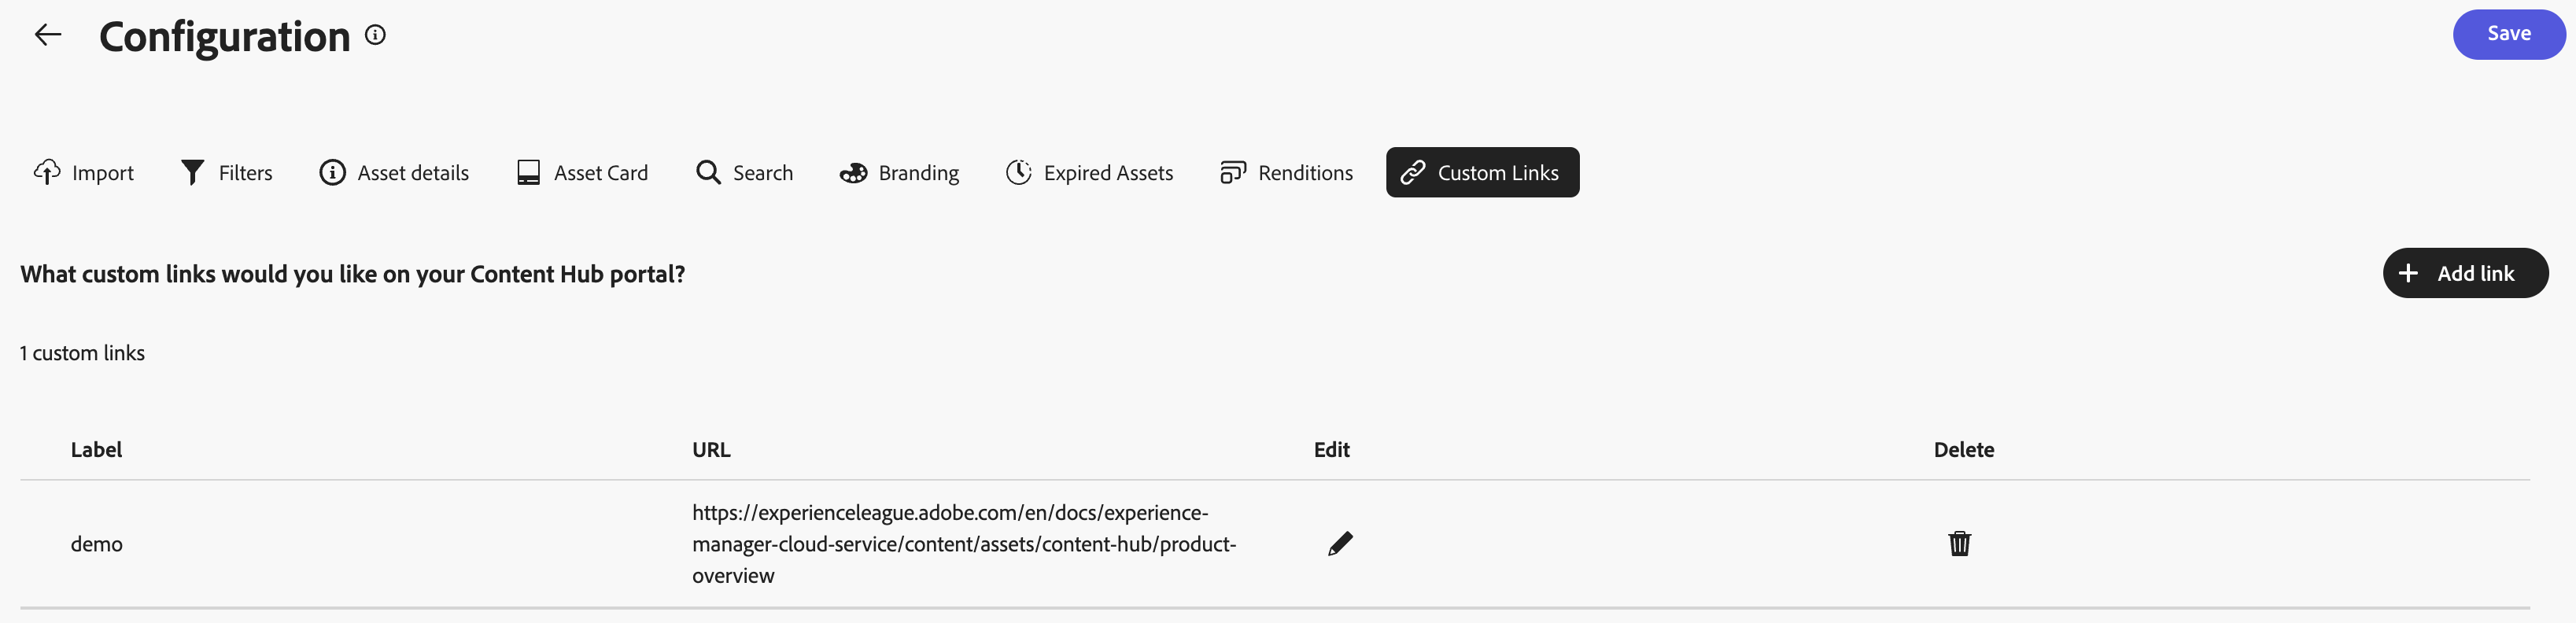 Configuration
Save
Import Filters Asset details Asset Card Search Branding Expired Assets Renditions Custom Links
What custom links would you like on your Content Hub portal?
Add link
1 custom links
Label URL Edit Delete
demo
https://experienceleague.adobe.com/en/docs/experience-
manager-cloud-service/content/assets/content-hub/product-
overview